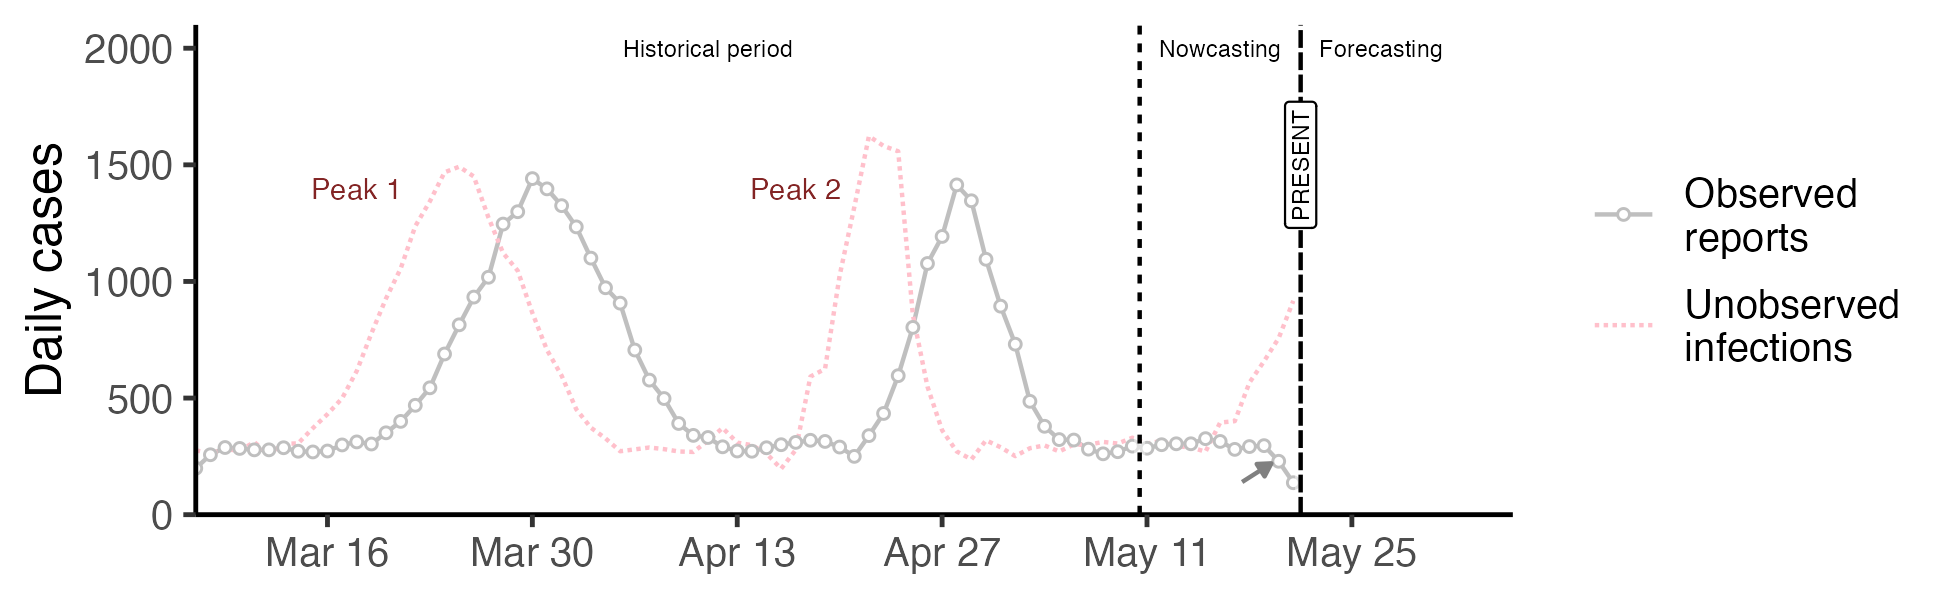 Daily cases
2000
1500
1000
500
0
Historical period
Nowcasting
Forecasting
PRESENT
Peak 1
Peak 2
Mar 16
Mar 30
Apr 13
Apr 27
May 11
May 25
Observed
reports
Unobserved
infections